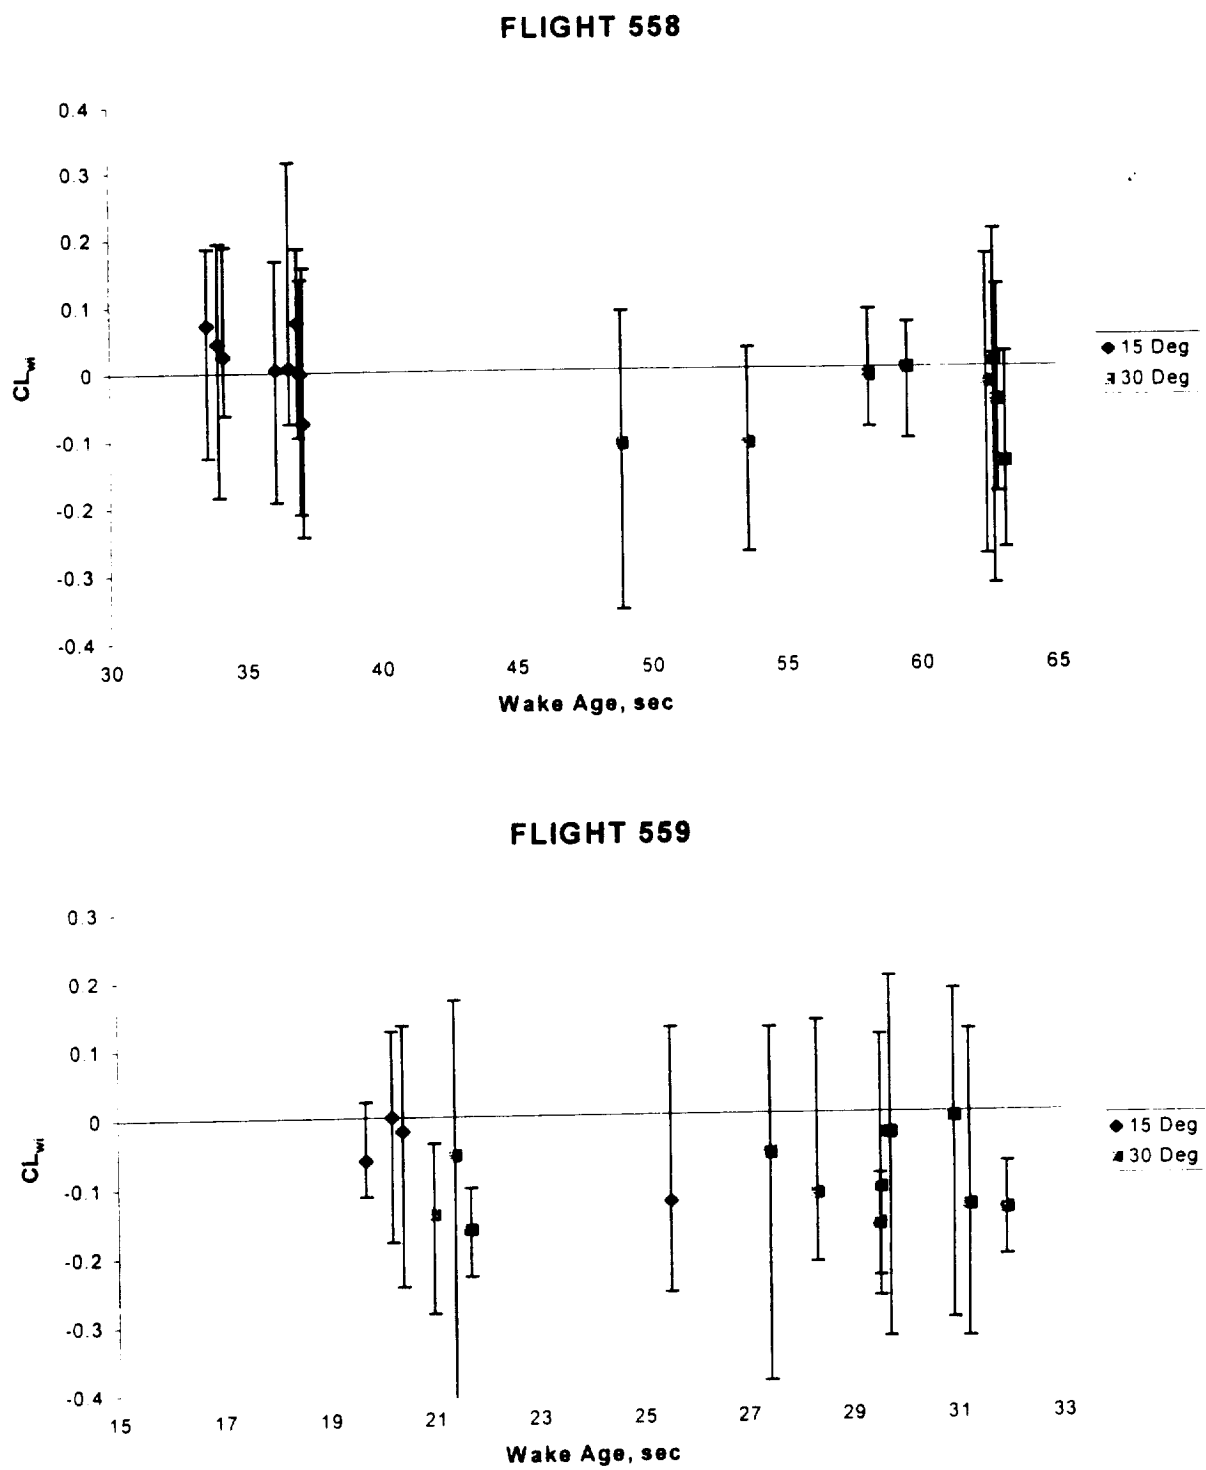 FLIGHT 558
0.4
0.3
0.2
0.1
0
-0.1
-0.2
-0.3
-0.4
CLwi
30 35 40 45 50 55 60 65
Wake Age, sec
15 Deg
30 Deg
FLIGHT 559
0.3
0 2
0.1
0
-0.1
-0.2
-0.3
-0.4
CLwi
15 17 19 21 23 25 27 29 31 33
Wake Age, sec
15 Deg
30 Deg